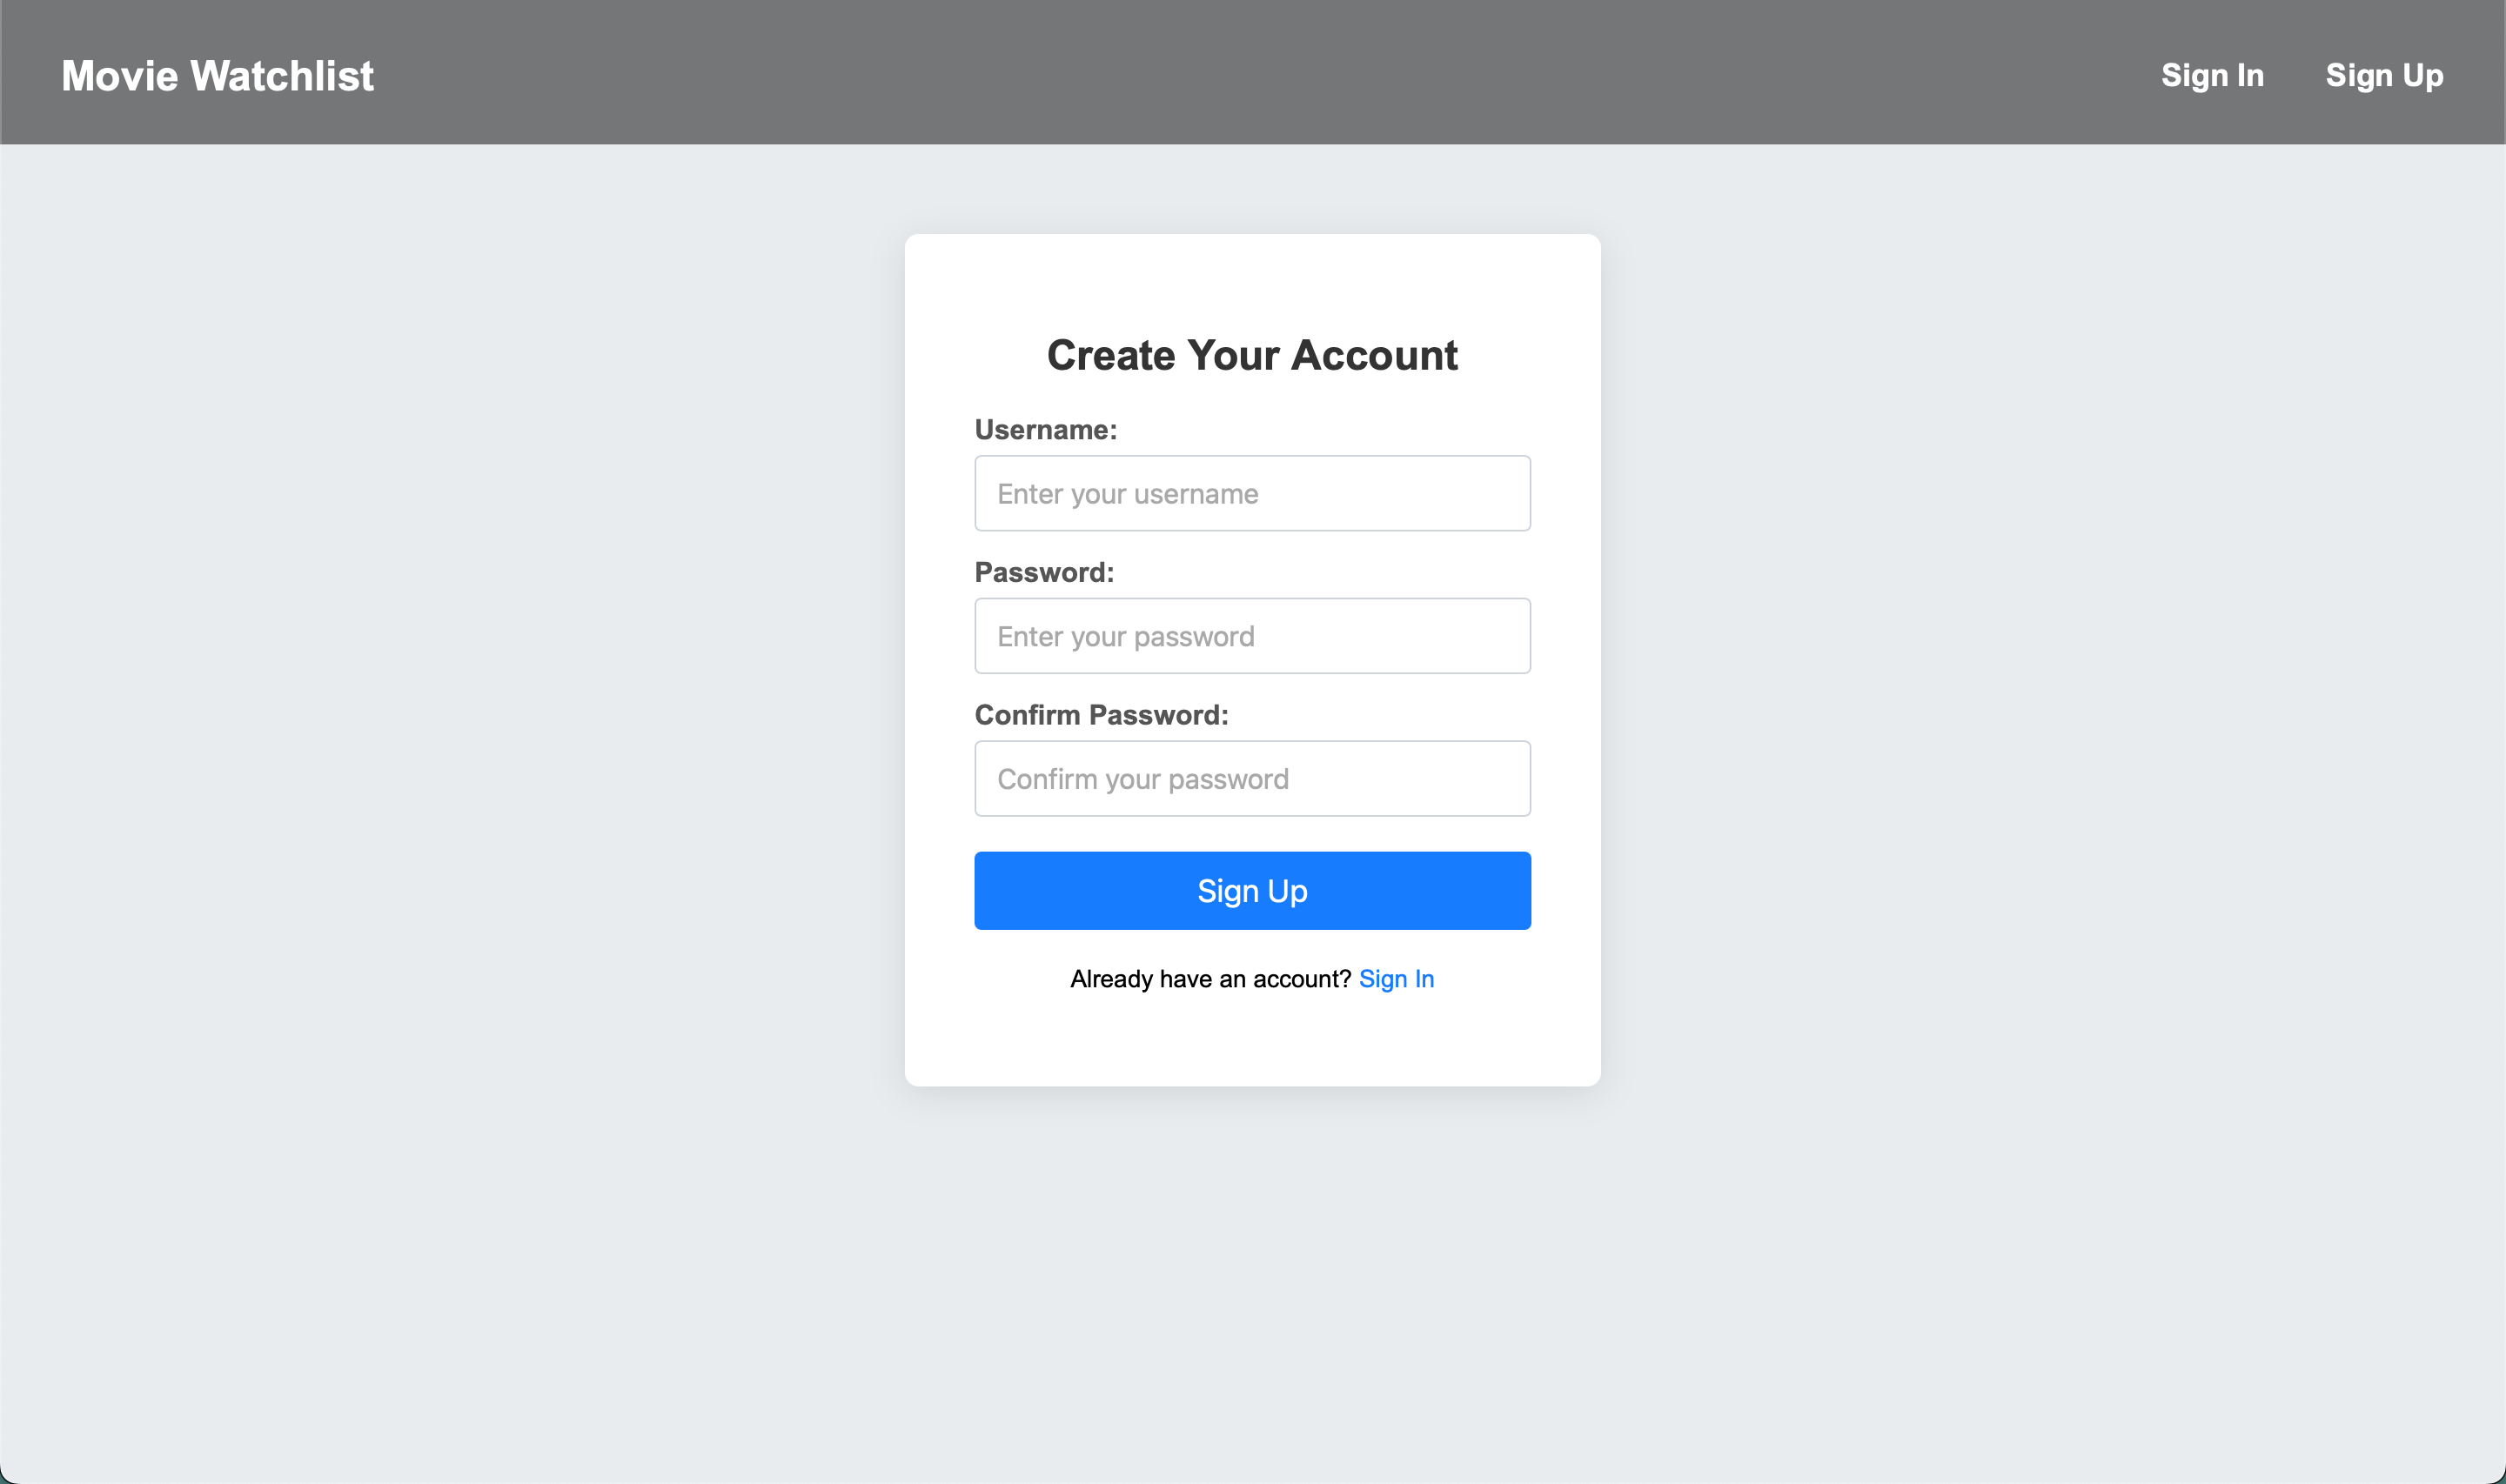 Movie Watchlist
Sign In
Sign Up
Create Your Account
Username:
Enter your username
Password:
Enter your password
Confirm Password:
Confirm your password
Sign Up
Already have an account? Sign In